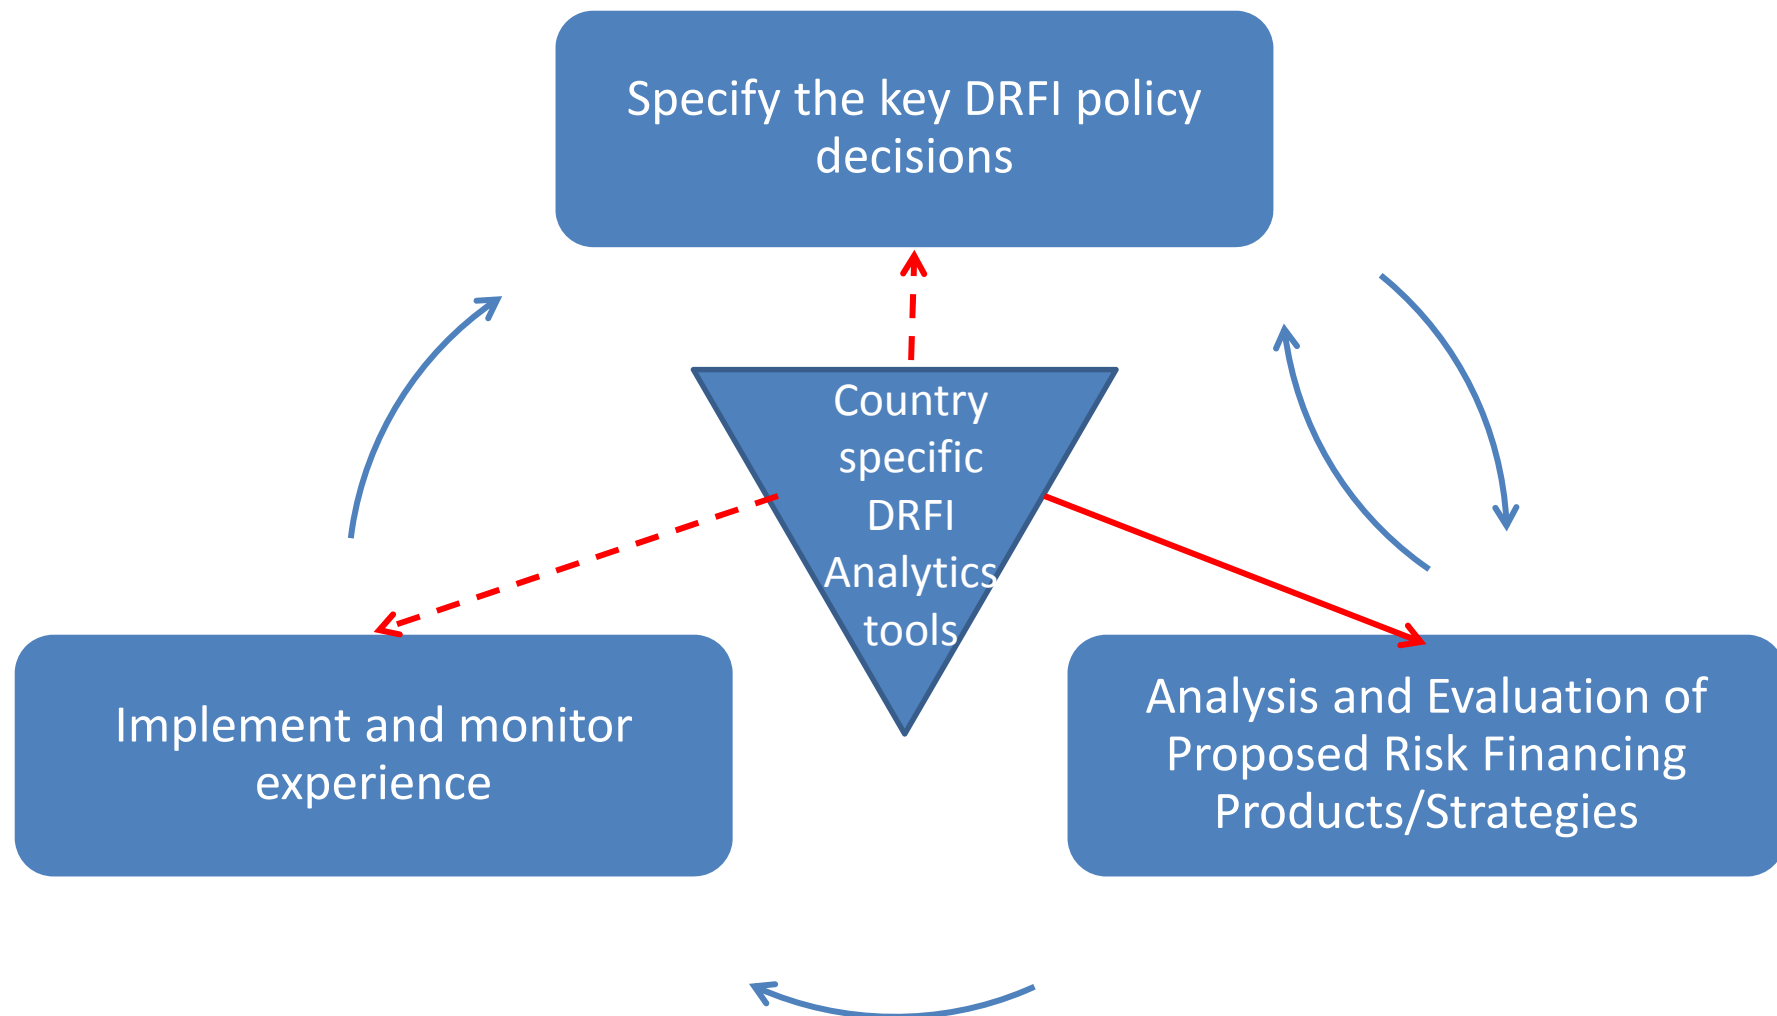 Specify the key DRFI policy
decisions
Country
specific
DRFI
Analytics
tools
Implement and monitor
experience
Analysis and Evaluation of
Proposed Risk Financing
Products/Strategies